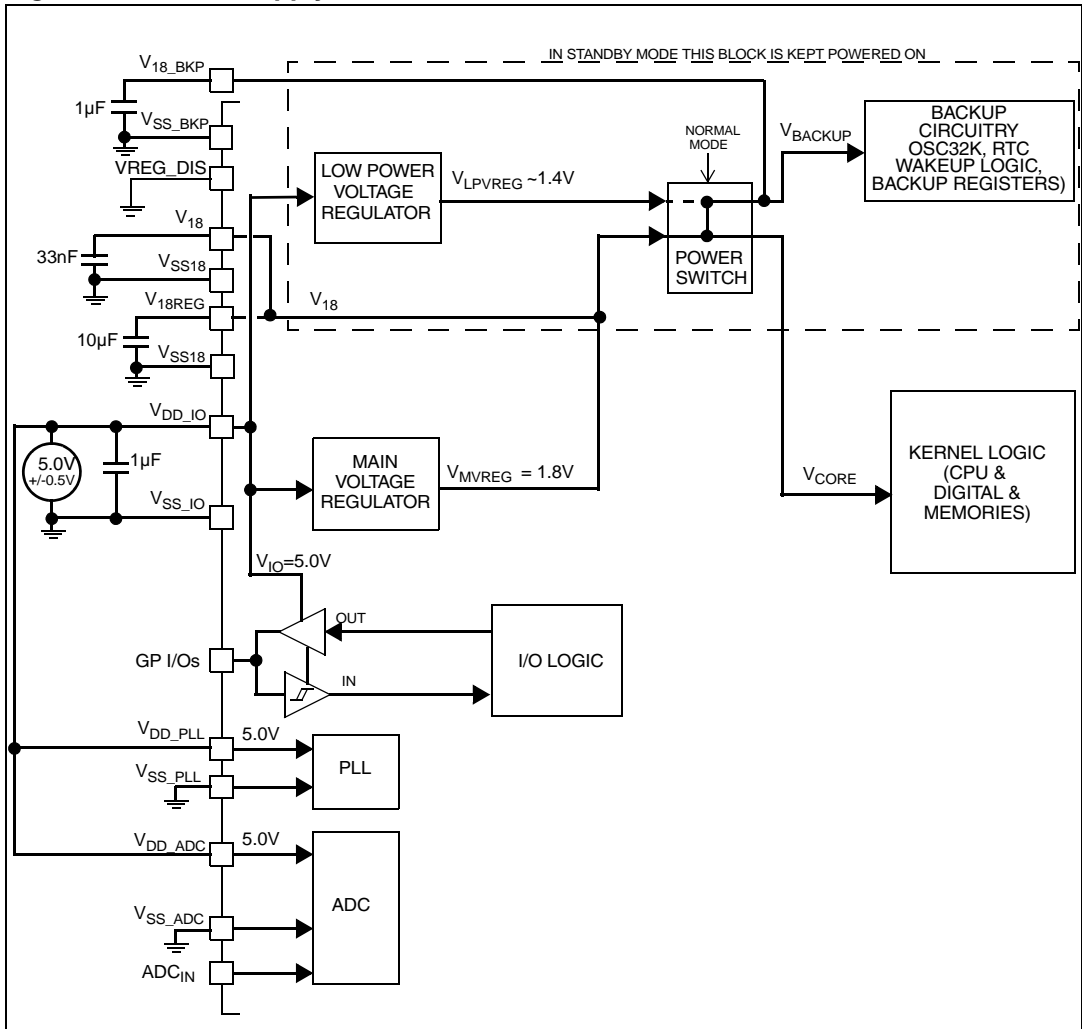 IN STANDBY MODE THIS BLOCK IS KEPT POWERED ON
V18_BKP
1µF
VSS_BKP
VREG_DIS
V18
33nF
VSS18
V18REG
10µF
VSS18
V18
LOW POWER
VOLTAGE
REGULATOR
VLPVREG ~1.4V
NORMAL
MODE
POWER
SWITCH
VBACKUP
BACKUP
CIRCUITRY
OSC32K, RTC
WAKEUP LOGIC,
BACKUP REGISTERS)
VDD_IO
5.0V
+/-0.5V
1µF
VSS_IO
MAIN
VOLTAGE
REGULATOR
VMVREG = 1.8V
VCORE
KERNEL LOGIC
(CPU &
DIGITAL &
MEMORIES)
VIO=5.0V
OUT
GP I/Os
IN
I/O LOGIC
VDD_PLL
5.0V
VSS_PLL
PLL
VDD_ADC
5.0V
VSS_ADC
ADC
ADCIN